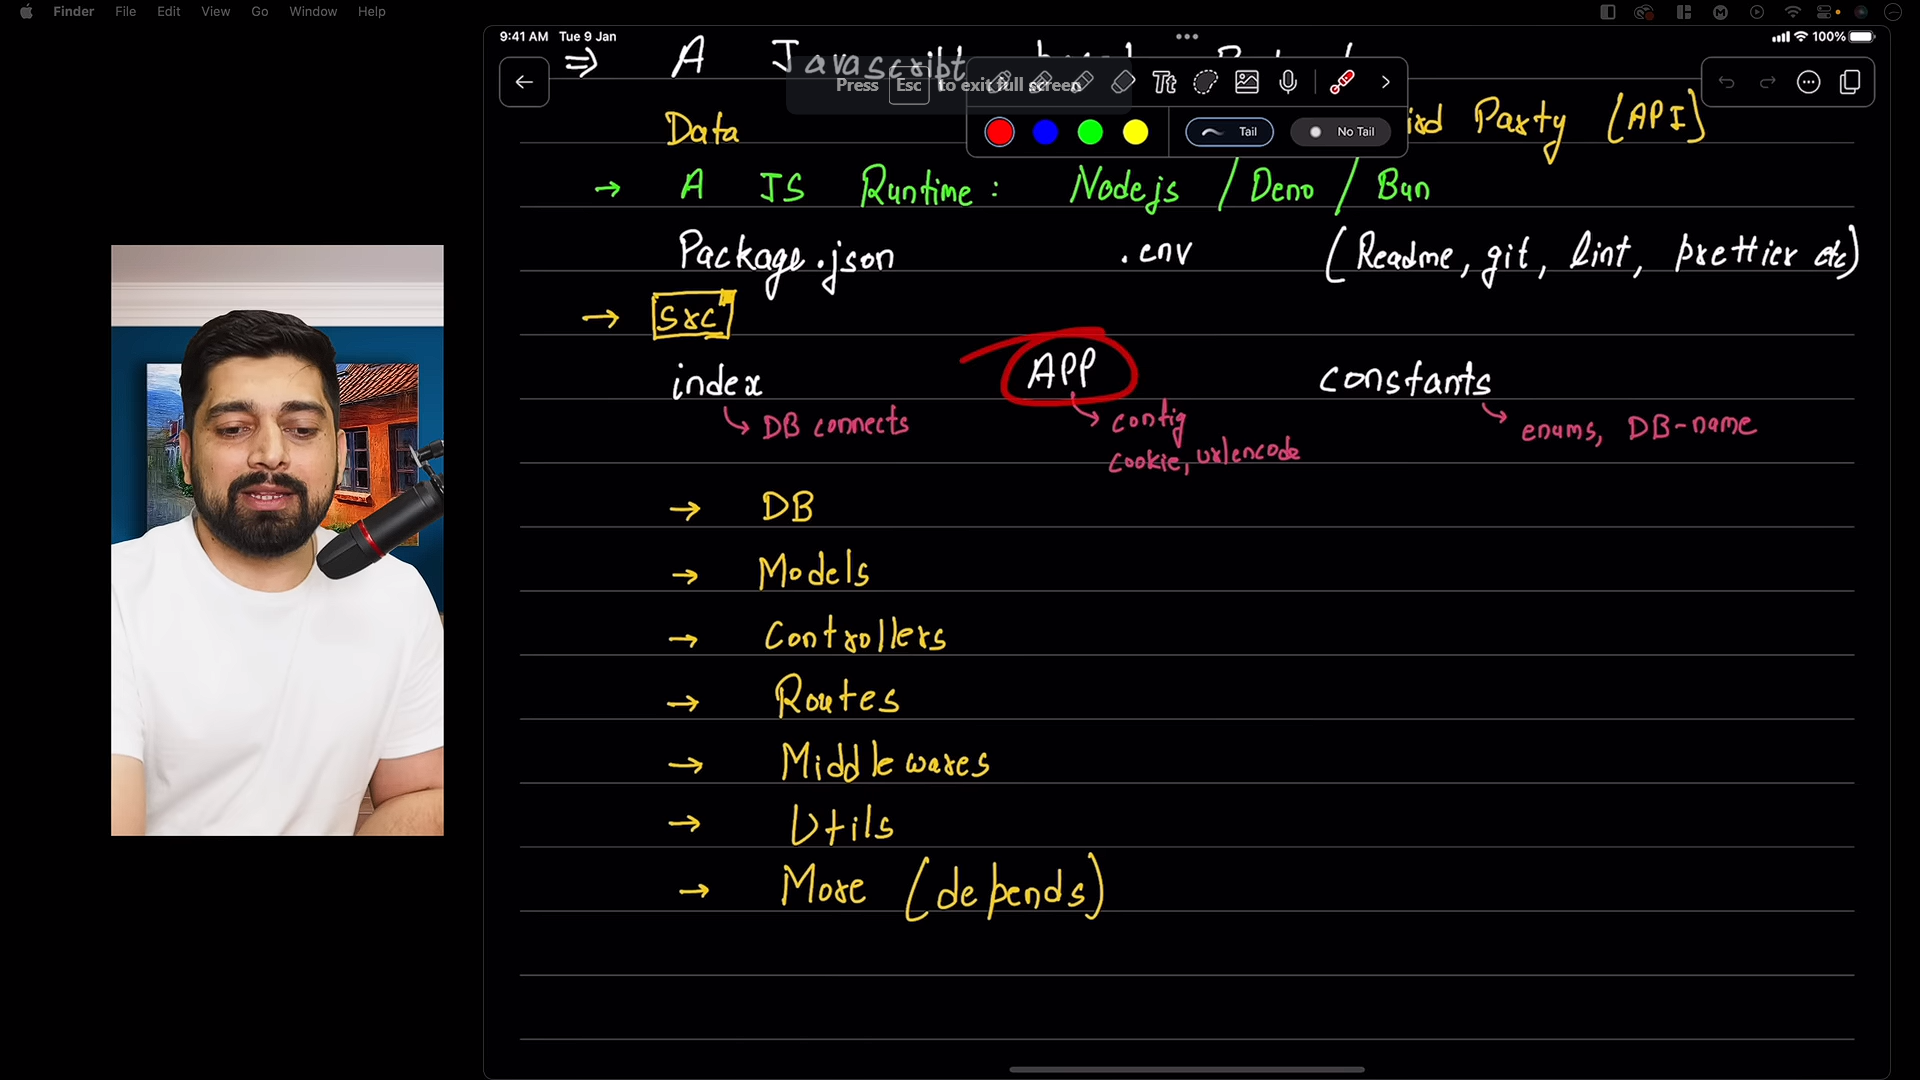 Finder File Edit View Go Window Help
9:41 AM Tue 9 Jan
100%
⇒ A Javascript
Press Esc to exit full screen
Tt
Data
Tail No Tail
Party (API)
→ A JS Runtime : Nodejs / Deno / Bun
Package.json .env (Readme, git, lint, prettier etc)
→ src
index APP constants
↳ DB connects ↳ config ↳ enums, DB-name
cookie, urlencode
→ DB
→ Models
→ Controllers
→ Routes
→ Middlewares
→ Utils
→ More (depends)